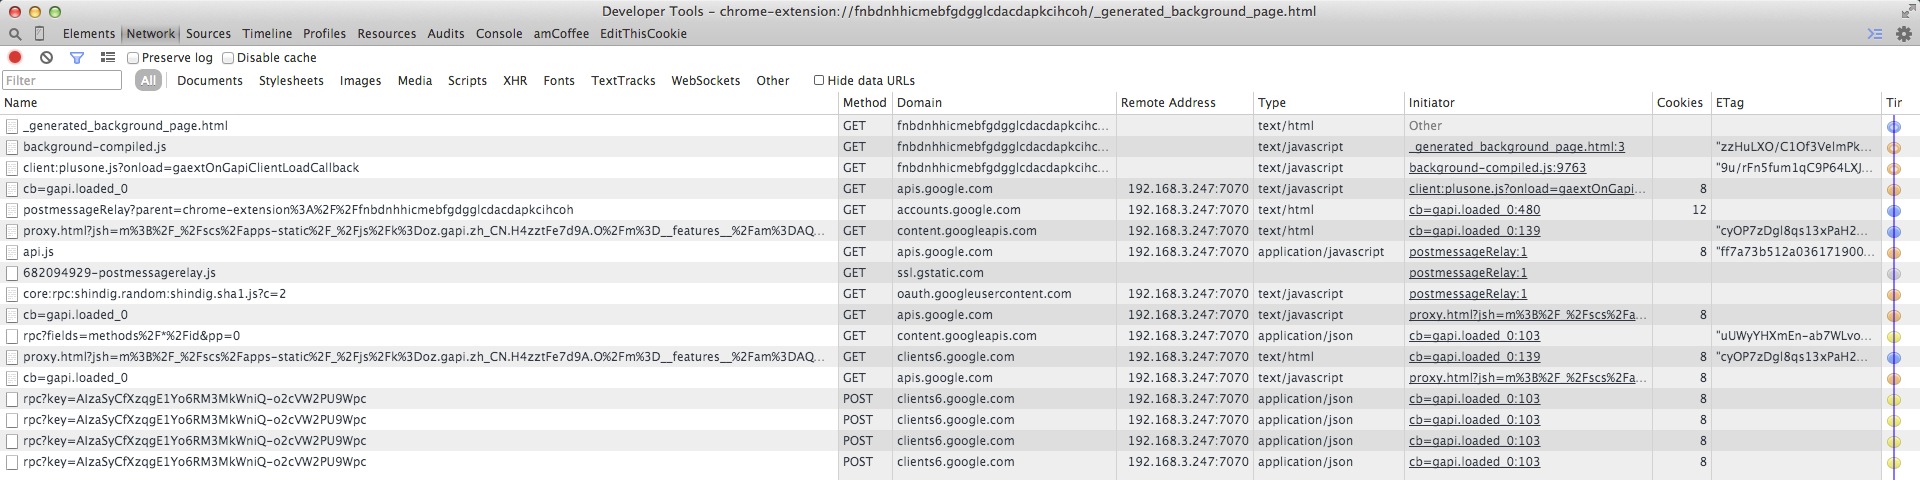 Developer Tools - chrome-extension://fnbdnhhicmebfgdgglcdacdapkcihcoh/_generated_background_page.html
Elements Network Sources Timeline Profiles Resources Audits Console amCoffee EditThisCookie
Preserve log Disable cache
Filter All Documents Stylesheets Images Media Scripts XHR Fonts TextTracks WebSockets Other Hide data URLs
Name Method Domain Remote Address Type Initiator Cookies ETag Tir
_generated_background_page.html GET fnbdnhhicmebfgdgglcdacdapkcihc... text/html Other
background-compiled.js GET fnbdnhhicmebfgdgglcdacdapkcihc... text/javascript _generated_background_page.html:3 "zzHuLXO/C1Of3VelmPk...
client:plusone.js?onload=gaextOnGapiClientLoadCallback GET fnbdnhhicmebfgdgglcdacdapkcihc... text/javascript background-compiled.js:9763 "9u/rFn5fum1qC9P64LXJ...
cb=gapi.loaded_0 GET apis.google.com 192.168.3.247:7070 text/javascript client:plusone.js?onload=gaextOnGapi... 8
postmessageRelay?parent=chrome-extension%3A%2F%2Ffnbdnhhicmebfgdgglcdacdapkcihcoh GET accounts.google.com 192.168.3.247:7070 text/html cb=gapi.loaded_0:480 12
proxy.html?jsh=m%3B%2F_%2Fscs%2Fapps-static%2F_%2Fjs%2Fk%3Doz.gapi.zh_CN.H4zztFe7d9A.O%2Fm%3D__features__%2Fam%3DAQ... GET content.googleapis.com 192.168.3.247:7070 text/html cb=gapi.loaded_0:139 "cyOP7zDgl8qs13xPaH2...
api.js GET apis.google.com 192.168.3.247:7070 application/javascript postmessageRelay:1 8 "ff7a73b512a036171900...
682094929-postmessagerelay.js GET ssl.gstatic.com postmessageRelay:1
core:rpc:shindig.random:shindig.sha1.js?c=2 GET oauth.googleusercontent.com 192.168.3.247:7070 text/javascript postmessageRelay:1
cb=gapi.loaded_0 GET apis.google.com 192.168.3.247:7070 text/javascript proxy.html?jsh=m%3B%2F_%2Fscs%2Fa... 8
rpc?fields=methods%2F*%2Fid&pp=0 GET content.googleapis.com 192.168.3.247:7070 application/json cb=gapi.loaded_0:103 "uUWyYHXmEn-ab7WLvo...
proxy.html?jsh=m%3B%2F_%2Fscs%2Fapps-static%2F_%2Fjs%2Fk%3Doz.gapi.zh_CN.H4zztFe7d9A.O%2Fm%3D__features__%2Fam%3DAQ... GET clients6.google.com 192.168.3.247:7070 text/html cb=gapi.loaded_0:139 8 "cyOP7zDgl8qs13xPaH2...
cb=gapi.loaded_0 GET apis.google.com 192.168.3.247:7070 text/javascript proxy.html?jsh=m%3B%2F_%2Fscs%2Fa... 8
rpc?key=AIzaSyCfXzqgE1Yo6RM3MkWniQ-o2cVW2PU9Wpc POST clients6.google.com 192.168.3.247:7070 application/json cb=gapi.loaded_0:103 8
rpc?key=AIzaSyCfXzqgE1Yo6RM3MkWniQ-o2cVW2PU9Wpc POST clients6.google.com 192.168.3.247:7070 application/json cb=gapi.loaded_0:103 8
rpc?key=AIzaSyCfXzqgE1Yo6RM3MkWniQ-o2cVW2PU9Wpc POST clients6.google.com 192.168.3.247:7070 application/json cb=gapi.loaded_0:103 8
rpc?key=AIzaSyCfXzqgE1Yo6RM3MkWniQ-o2cVW2PU9Wpc POST clients6.google.com 192.168.3.247:7070 application/json cb=gapi.loaded_0:103 8